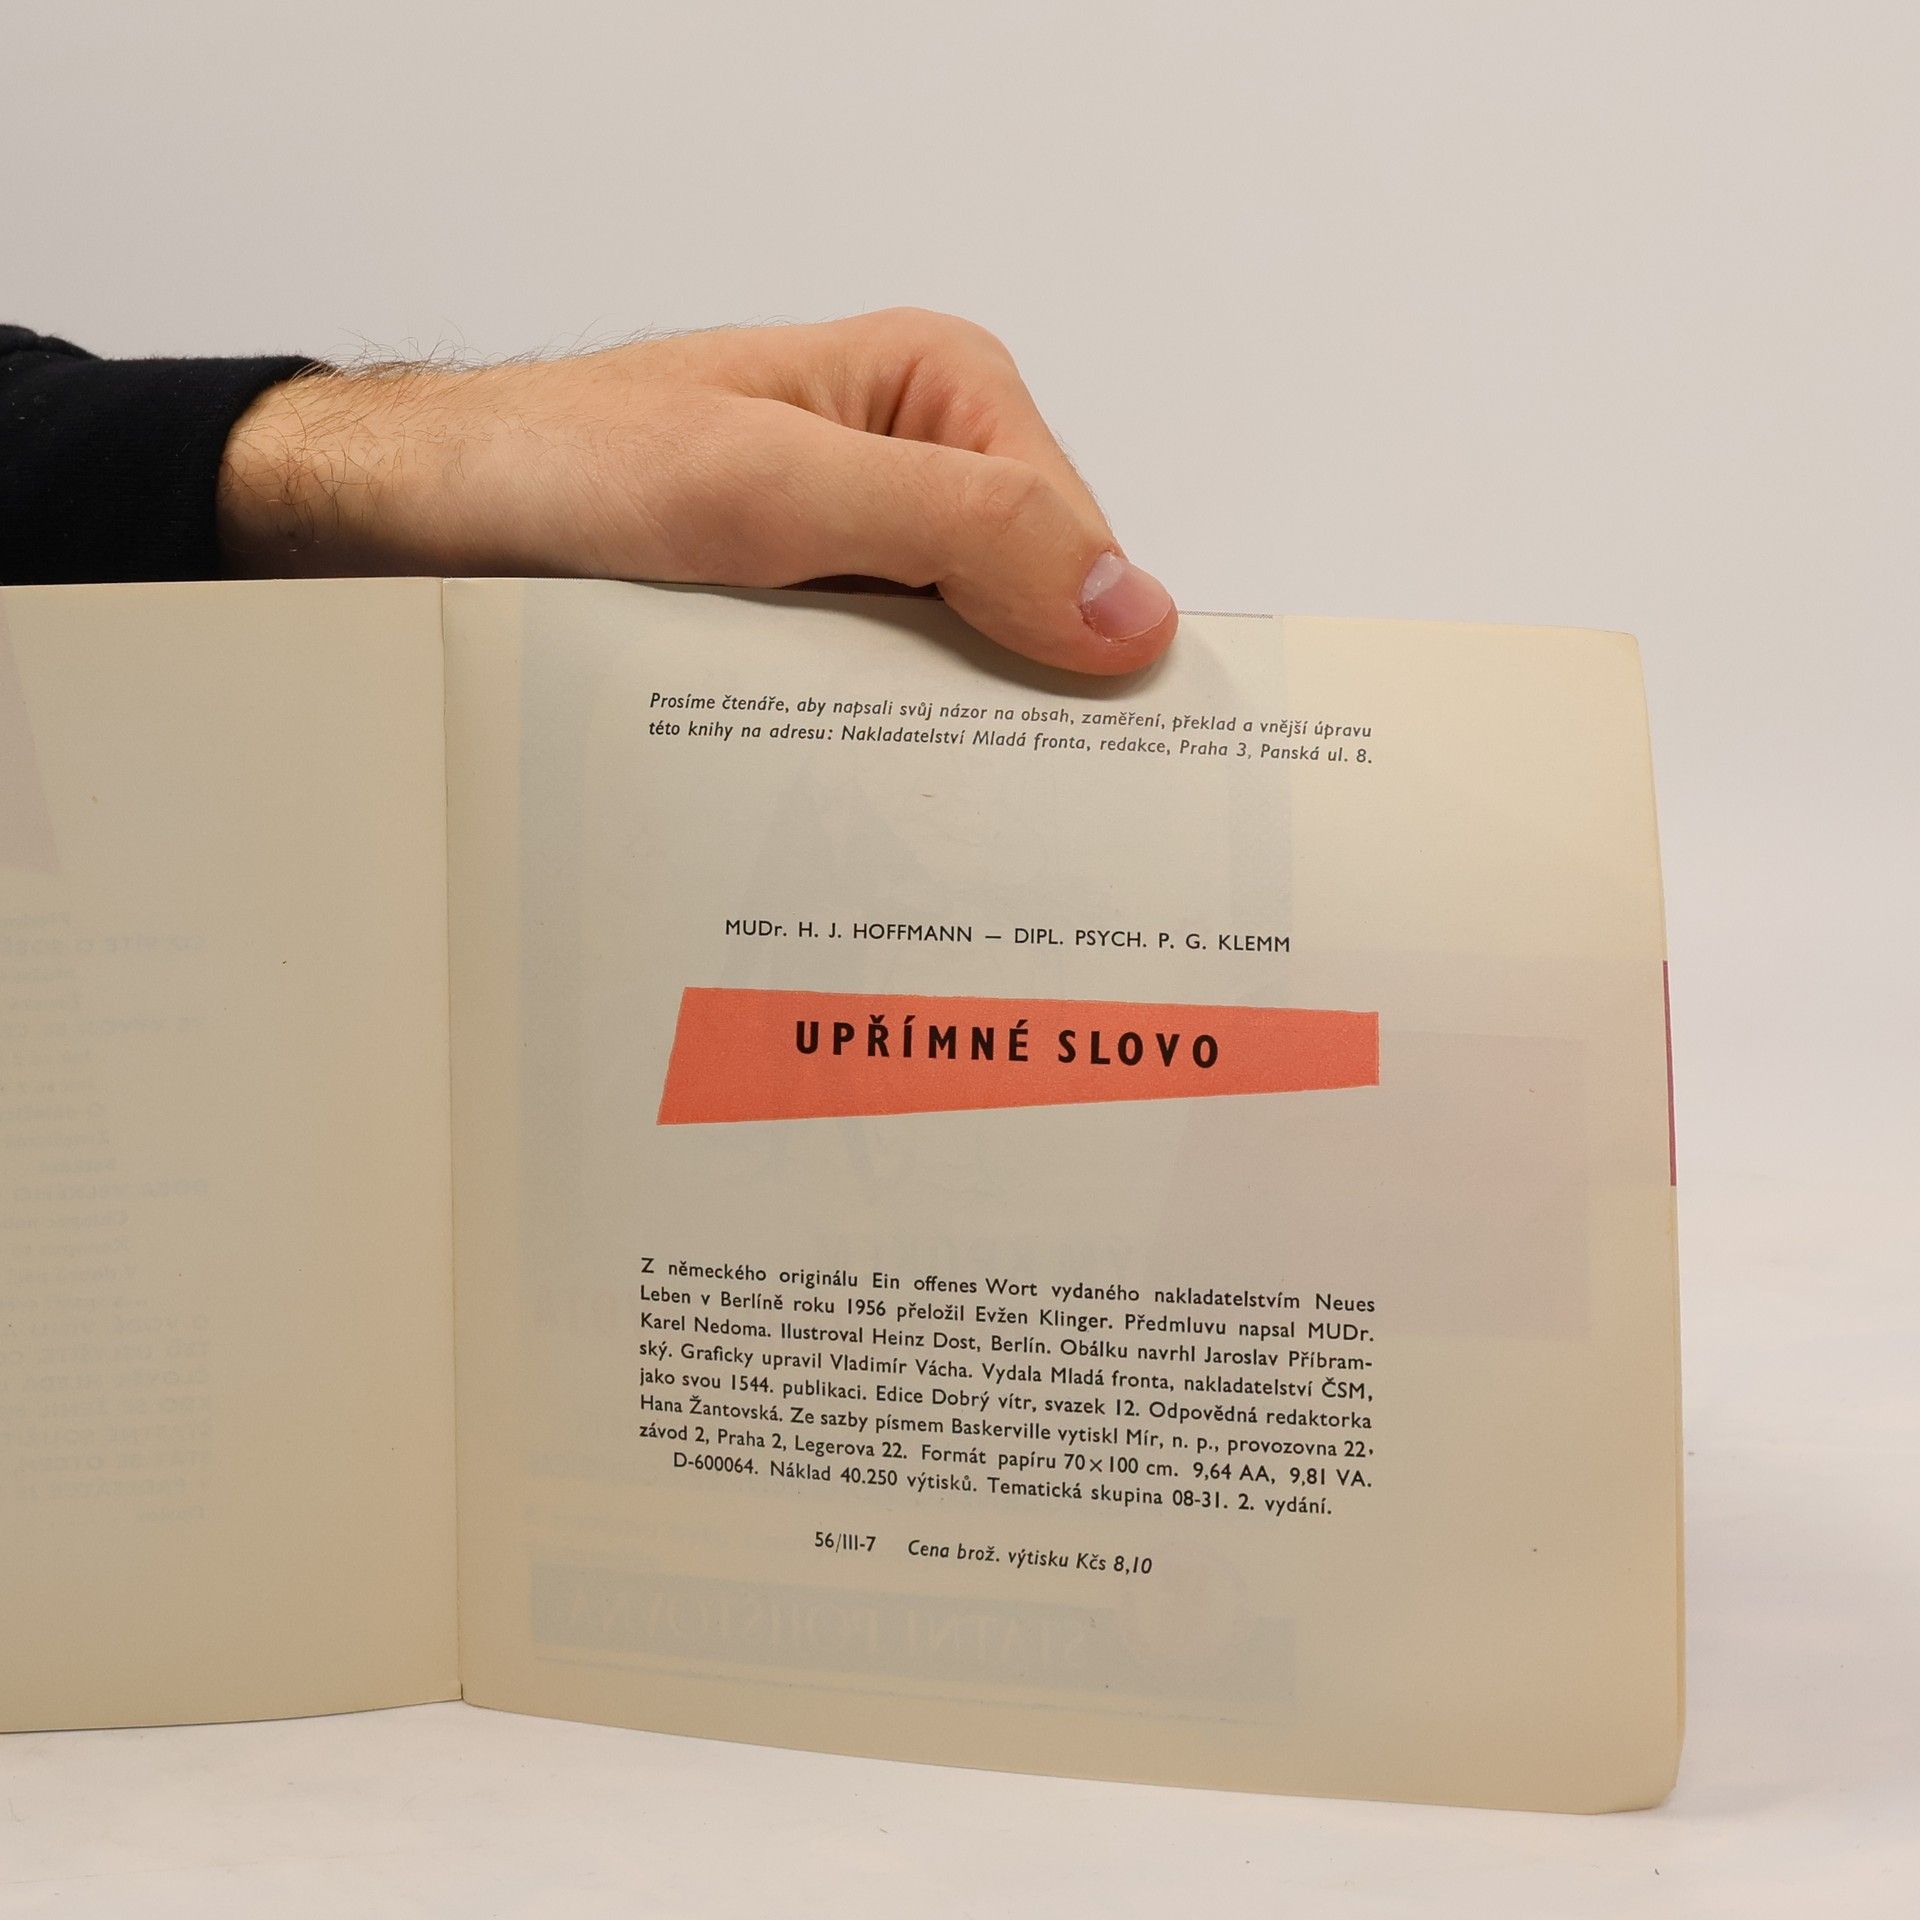 Prosíme čtenáře, aby napsali svůj názor na obsah, zaměření, překlad a vnější úpravu
této knihy na adresu: Nakladatelství Mladá fronta, redakce, Praha 3, Panská ul. 8.
MUDr. H. J. HOFFMANN — DIPL. PSYCH. P. G. KLEMM
UPŘÍMNÉ SLOVO
Z německého originálu Ein offenes Wort vydaného nakladatelstvím Neues
Leben v Berlíně roku 1956 přeložil Evžen Klinger. Předmluvu napsal MUDr.
Karel Nedoma. Ilustroval Heinz Dost, Berlín. Obálku navrhl Jaroslav Příbram-
ský. Graficky upravil Vladimír Vácha. Vydala Mladá fronta, nakladatelství ČSM,
jako svou 1544. publikaci. Edice Dobrý vítr, svazek 12. Odpovědná redaktorka
Hana Žantovská. Ze sazby písmem Baskerville vytiskl Mír, n. p., provozovna 22,
závod 2, Praha 2, Legerova 22. Formát papíru 70×100 cm. 9,64 AA, 9,81 VA.
D-600064. Náklad 40.250 výtisků. Tematická skupina 08-31. 2. vydání.
56/III-7 Cena brož. výtisku Kčs 8,10
STÁTNÍ POJIŠŤOVNA